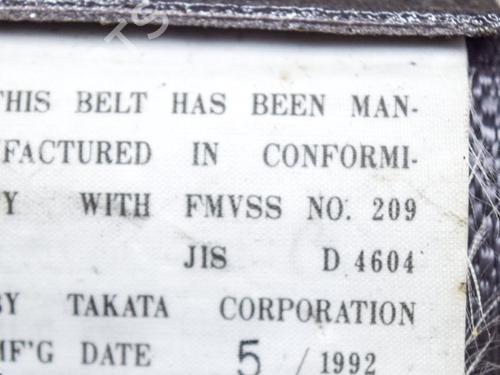 THIS BELT HAS BEEN MAN-
FACTURED IN CONFORMI-
Y WITH FMVSS NO. 209
JIS D 4604
BY TAKATA CORPORATION
MF'G DATE 5 / 1992